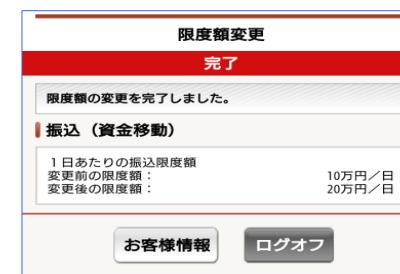 限度額変更
完了
限度額の変更を完了しました。
振込（資金移動）
１日あたりの振込限度額
変更前の限度額： 10万円／日
変更後の限度額： 20万円／日
お客様情報 ログオフ